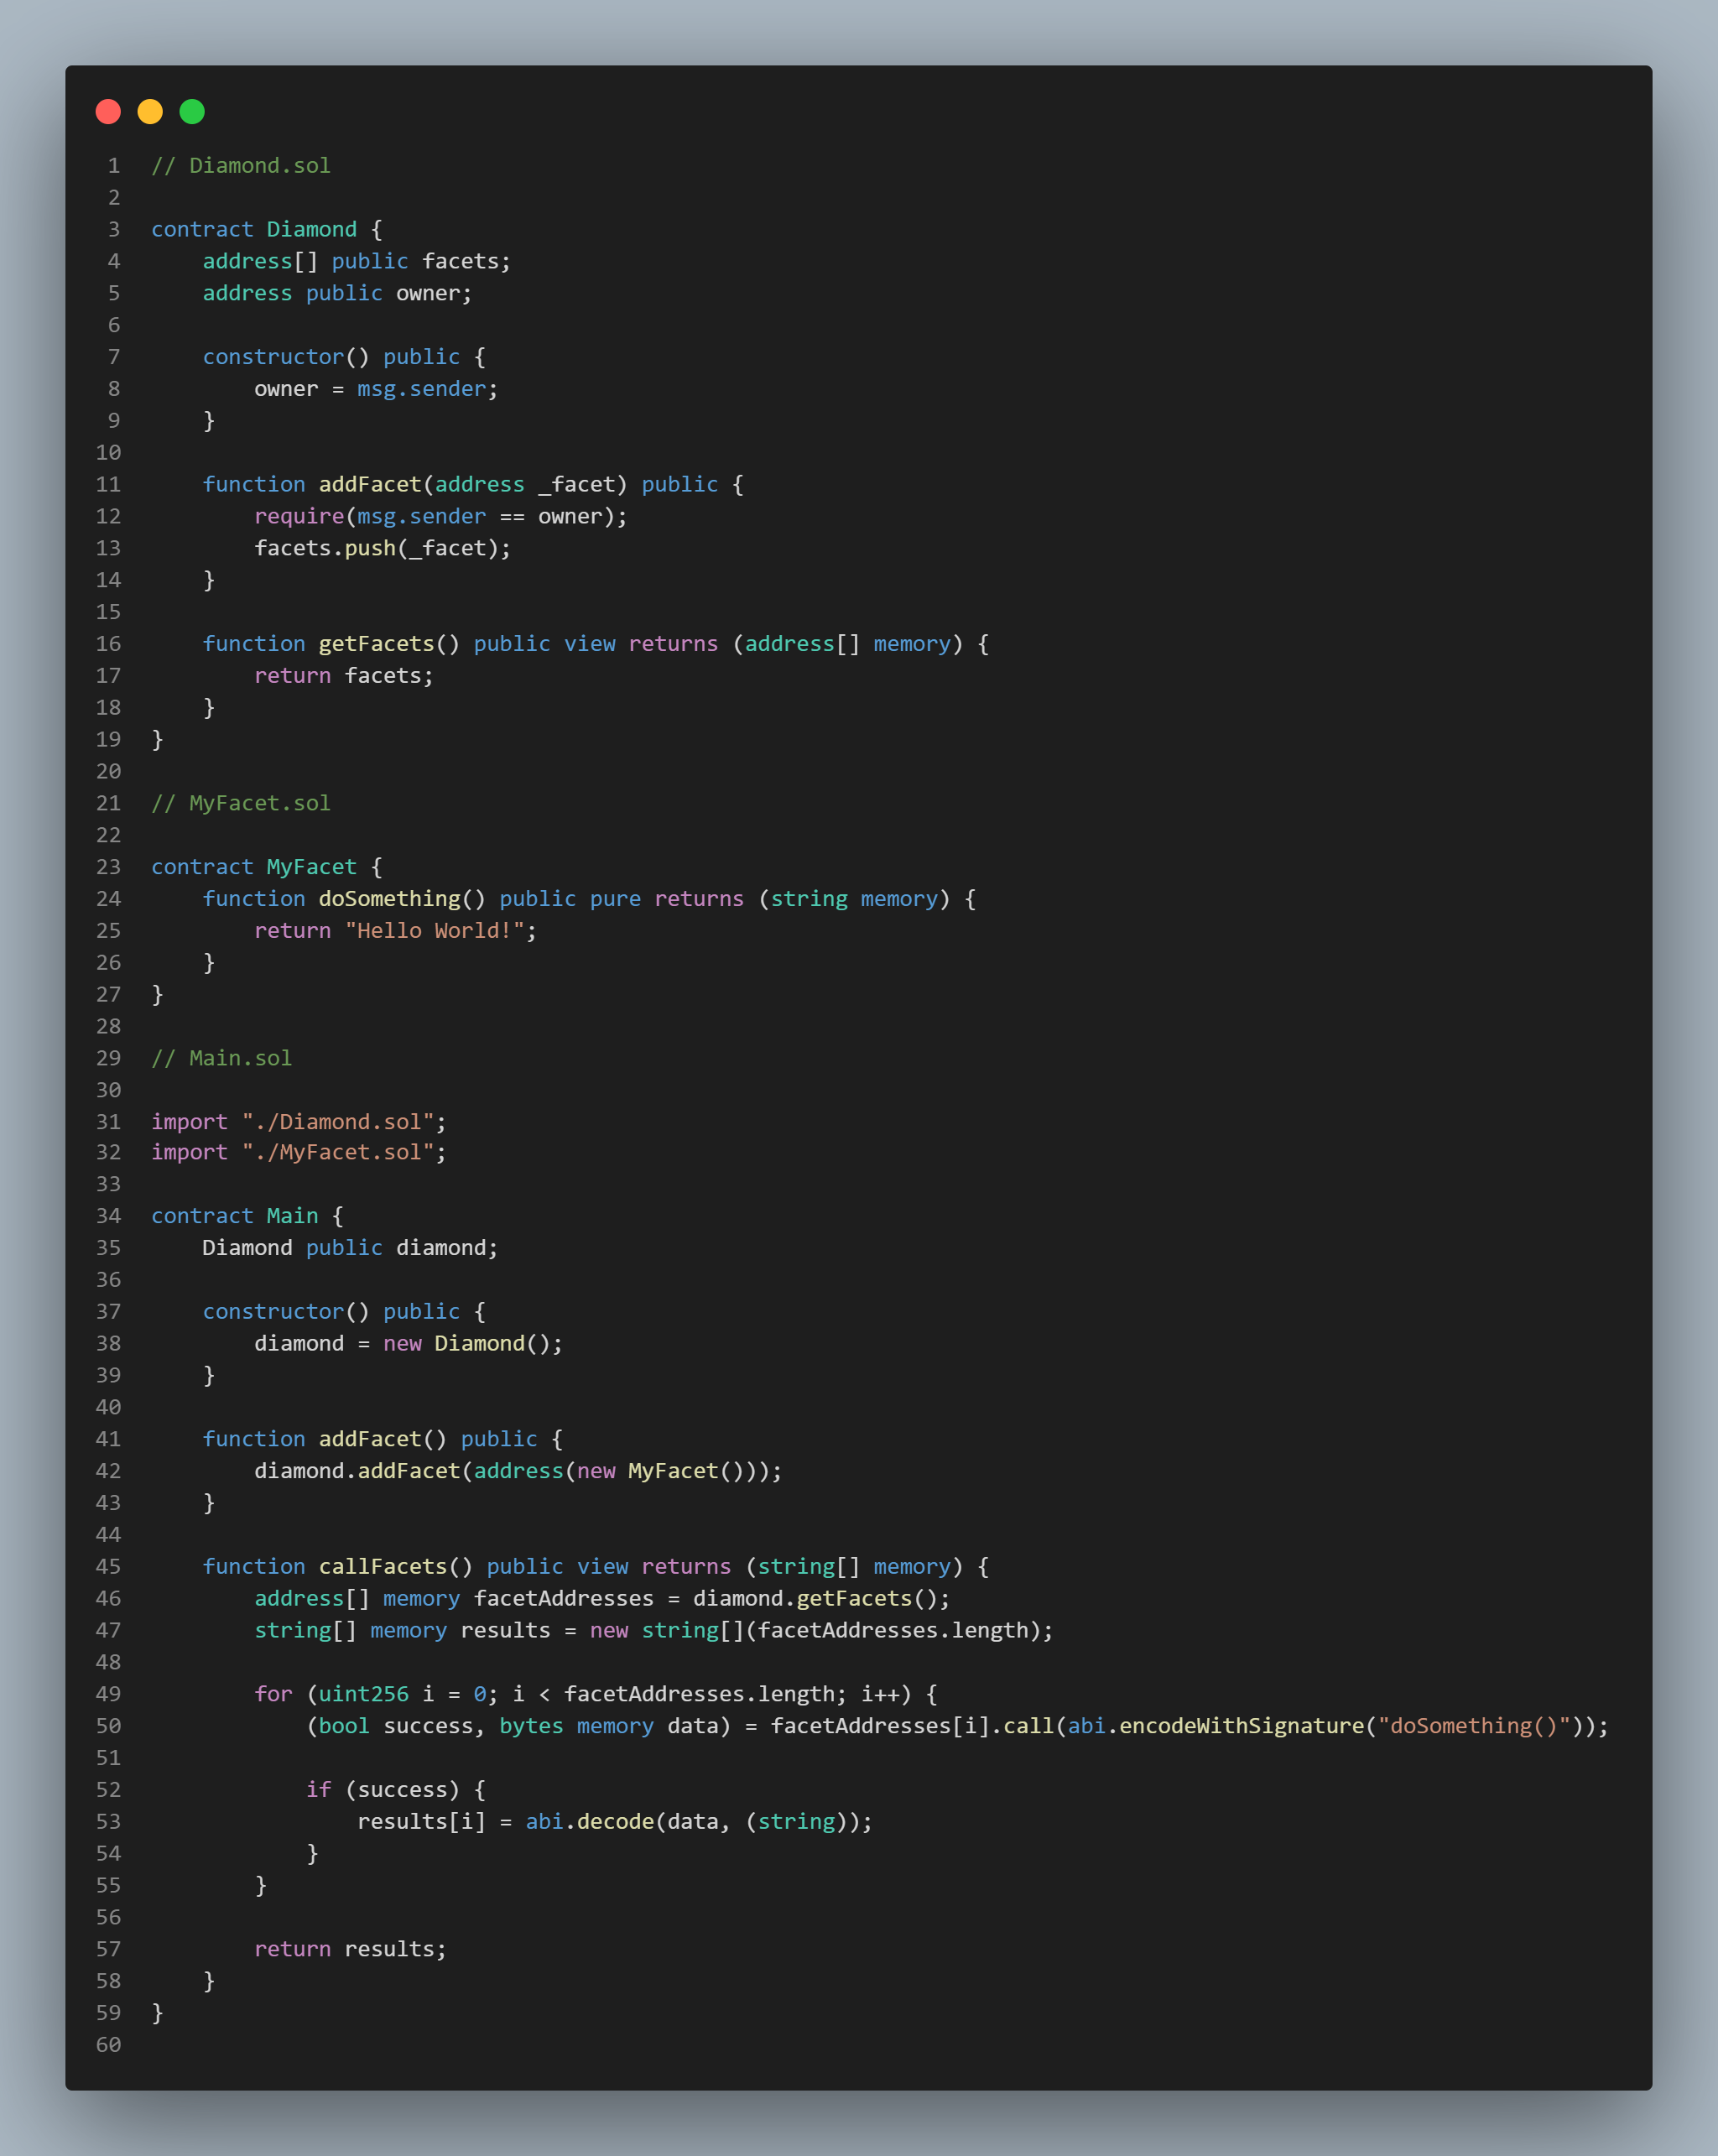 1 // Diamond.sol
2
3 contract Diamond {
4     address[] public facets;
5     address public owner;
6
7     constructor() public {
8         owner = msg.sender;
9     }
10
11     function addFacet(address _facet) public {
12         require(msg.sender == owner);
13         facets.push(_facet);
14     }
15
16     function getFacets() public view returns (address[] memory) {
17         return facets;
18     }
19 }
20
21 // MyFacet.sol
22
23 contract MyFacet {
24     function doSomething() public pure returns (string memory) {
25         return "Hello World!";
26     }
27 }
28
29 // Main.sol
30
31 import "./Diamond.sol";
32 import "./MyFacet.sol";
33
34 contract Main {
35     Diamond public diamond;
36
37     constructor() public {
38         diamond = new Diamond();
39     }
40
41     function addFacet() public {
42         diamond.addFacet(address(new MyFacet()));
43     }
44
45     function callFacets() public view returns (string[] memory) {
46         address[] memory facetAddresses = diamond.getFacets();
47         string[] memory results = new string[](facetAddresses.length);
48
49         for (uint256 i = 0; i < facetAddresses.length; i++) {
50             (bool success, bytes memory data) = facetAddresses[i].call(abi.encodeWithSignature("doSomething()"));
51
52             if (success) {
53                 results[i] = abi.decode(data, (string));
54             }
55         }
56
57         return results;
58     }
59 }
60